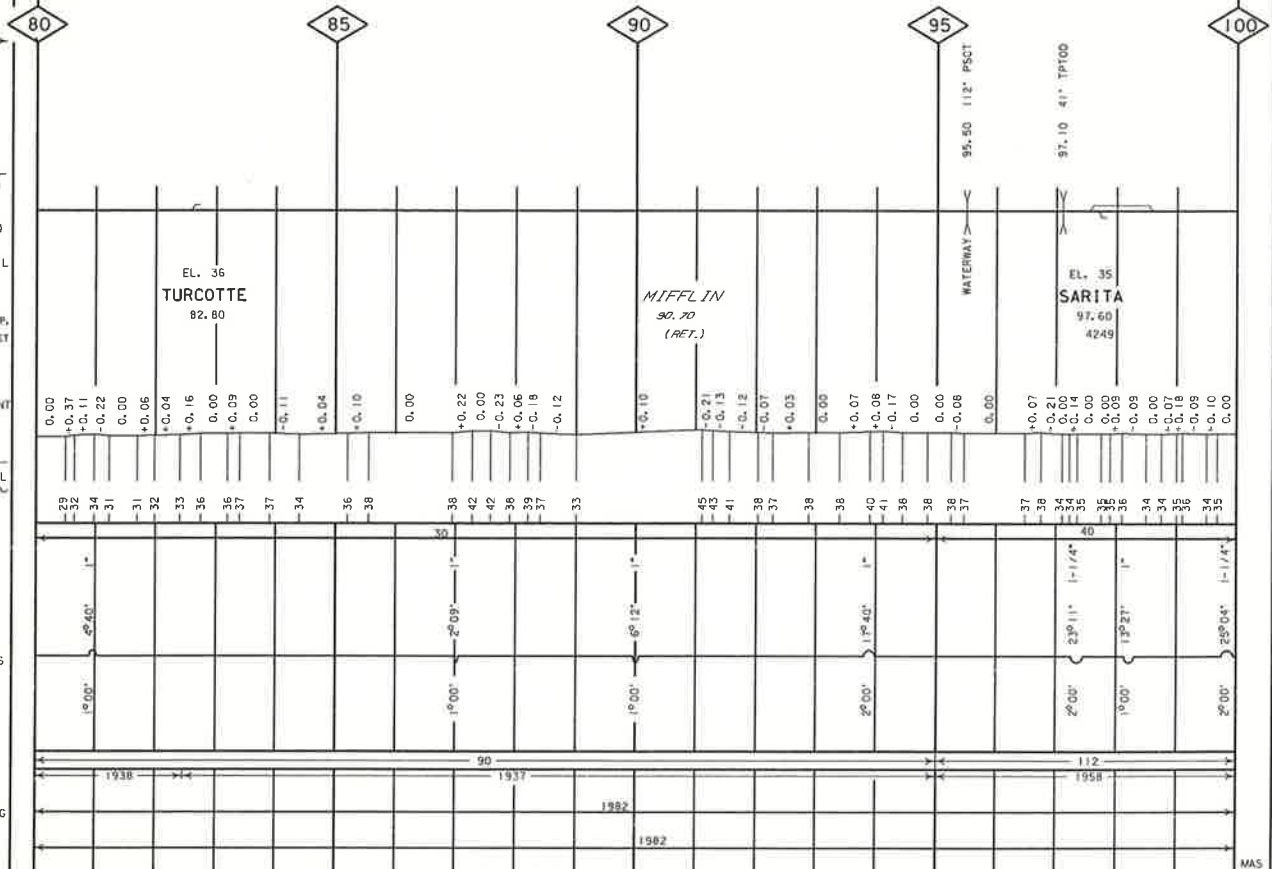 80 85 90 95 100
95.50 112' PSCT
97.10 41' TPTOD
WATERWAY
EL. 36
TURCOTTE
82.80
MIFFLIN
90.70
(RET.)
EL. 35
SARITA
97.60
4249
0.00 +0.37 +0.11 -0.22 0.00 +0.06 +0.04 +0.16 0.00 +0.09 0.00 -0.11 +0.04 +0.10 0.00 +0.22 0.00 -0.23 +0.06 -0.18 -0.12 +0.10 -0.21 -0.13 -0.12 -0.07 +0.03 0.00 +0.07 +0.08 -0.17 0.00 0.00 -0.08 0.00 +0.07 -0.21 0.00 +0.14 0.00 0.00 +0.09 -0.09 0.00 -0.07 +0.18 -0.09 -0.10 0.00
29 32 34 31 31 32 33 36 36 37 37 34 36 38 38 42 42 38 39 37 33 45 43 41 38 37 38 38 40 41 38 38 38 37 37 38 34 34 35 35 35 36 34 34 35 36 34 35
30 40
1" 1" 1" 1" 1-1/4" 1" 1-1/4"
4°40' 2°09' 6°12' 17°40' 23°11' 13°27' 25°04'
1°00' 1°00' 1°00' 2°00' 2°00' 1°00' 2°00'
90 112
1938 1937 1958
1982
1982
MAS